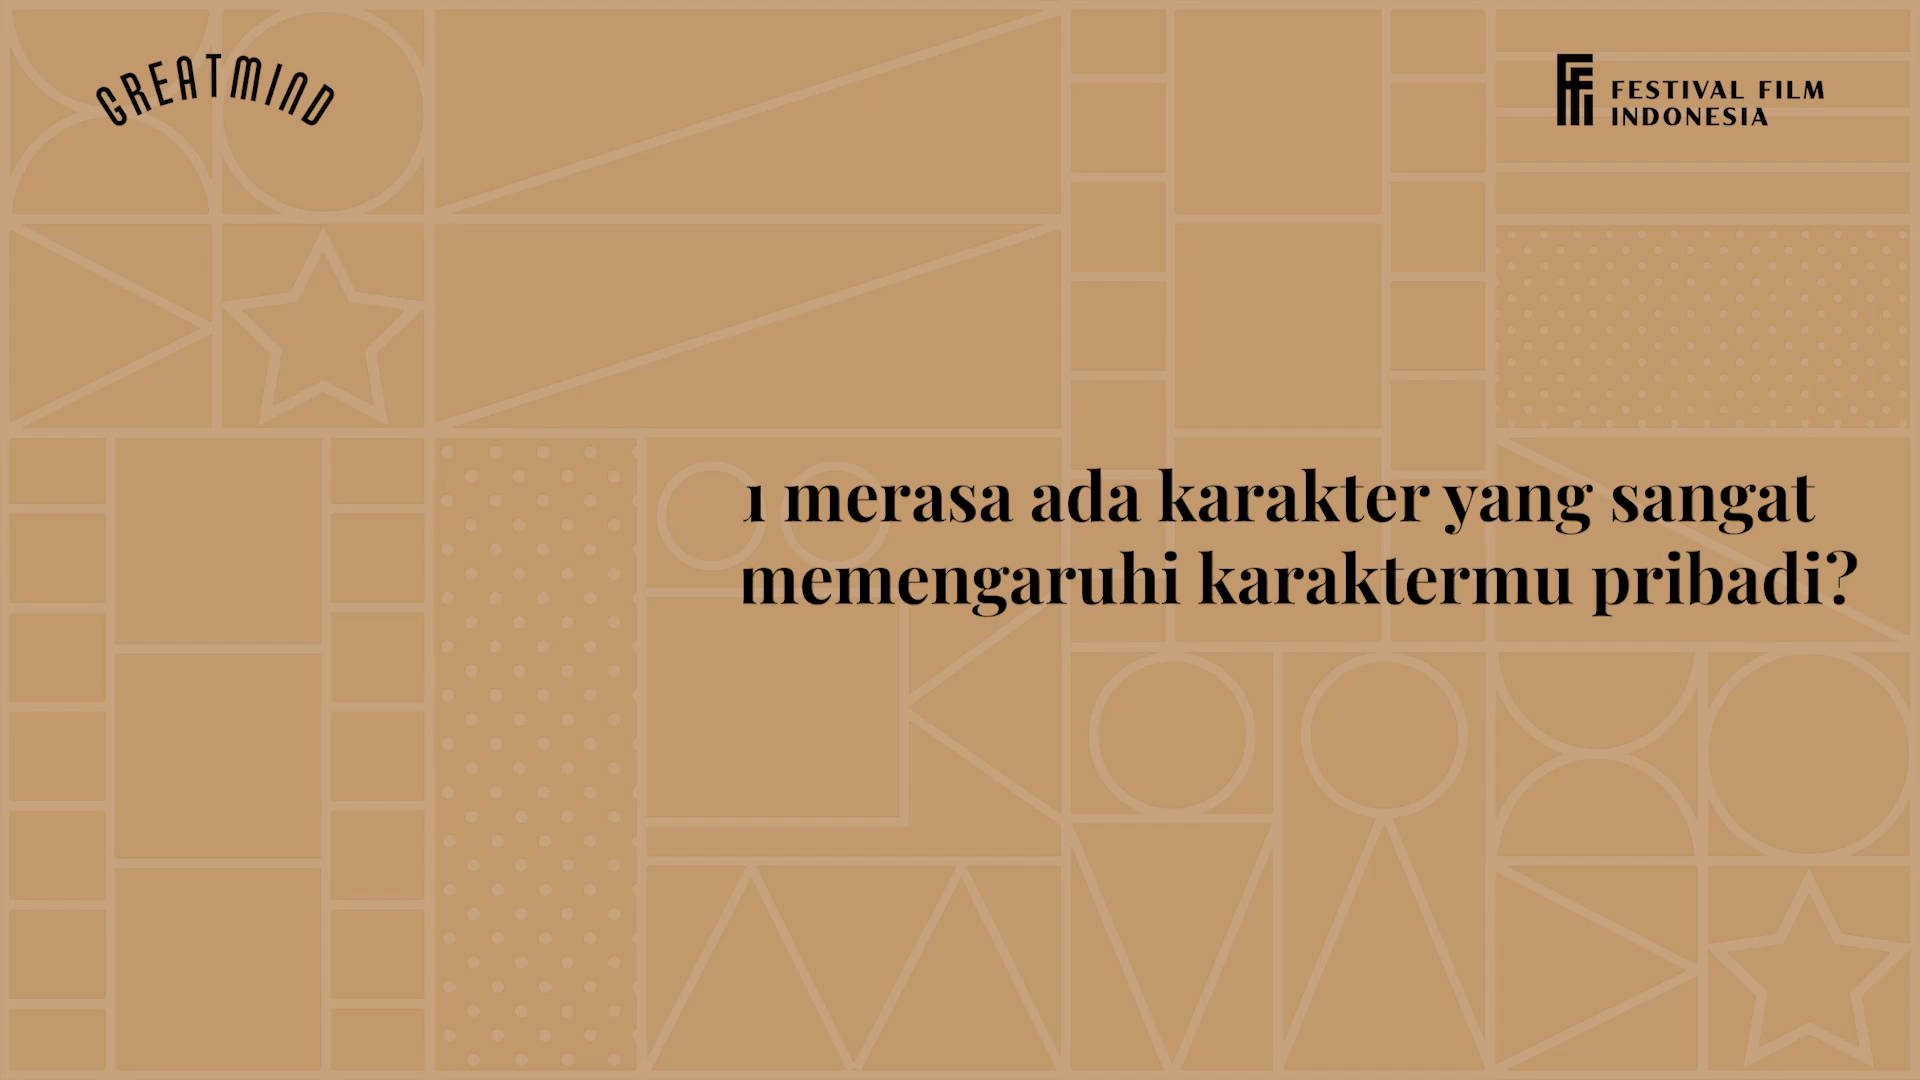 GREATMIND
FESTIVAL FILM
INDONESIA
merasa ada karakter yang sangat
memengaruhi karaktermu pribadi?